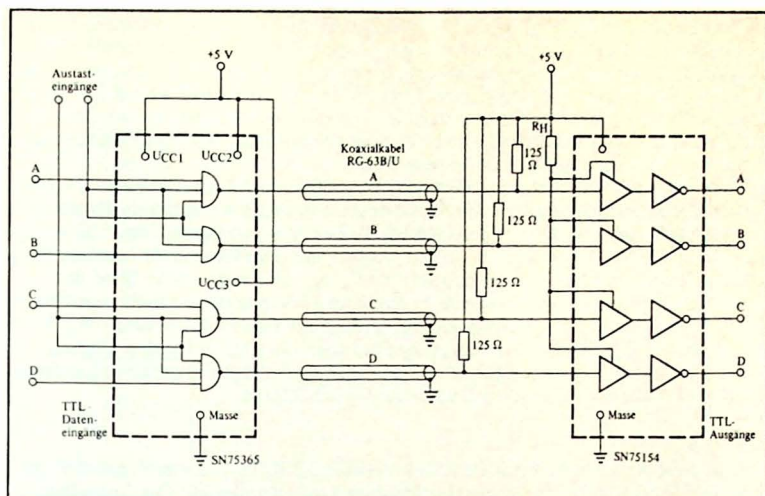 +5 V
+5 V
Austast-
eingänge
UCC1
UCC2
Koaxialkabel
RG-63B/U
RH
125
Ω
A
A
A
125 Ω
B
B
B
UCC3
125 Ω
C
C
C
125 Ω
D
D
D
TTL-
Daten-
eingänge
Masse
Masse
TTL-
Ausgänge
SN75365
SN75154